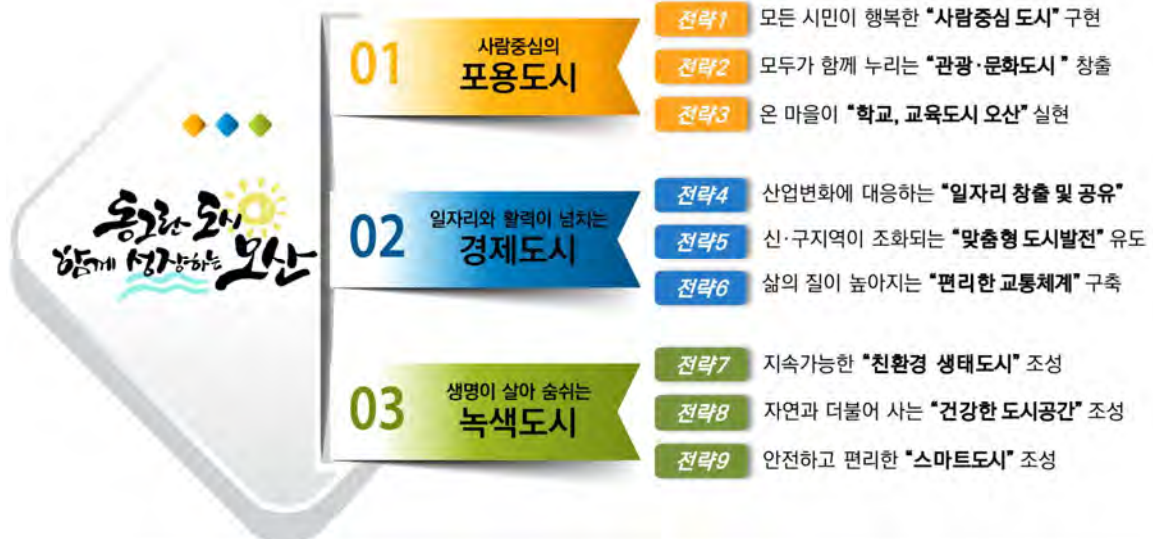 동그란 도시
함께 성장하는 오산
01
사람중심의
포용도시
전략1 모든 시민이 행복한 “사람중심 도시” 구현
전략2 모두가 함께 누리는 “관광·문화도시 ” 창출
전략3 온 마을이 “학교, 교육도시 오산” 실현
02
일자리와 활력이 넘치는
경제도시
전략4 산업변화에 대응하는 “일자리 창출 및 공유”
전략5 신·구지역이 조화되는 “맞춤형 도시발전” 유도
전략6 삶의 질이 높아지는 “편리한 교통체계” 구축
03
생명이 살아 숨쉬는
녹색도시
전략7 지속가능한 “친환경 생태도시” 조성
전략8 자연과 더불어 사는 “건강한 도시공간” 조성
전략9 안전하고 편리한 “스마트도시” 조성